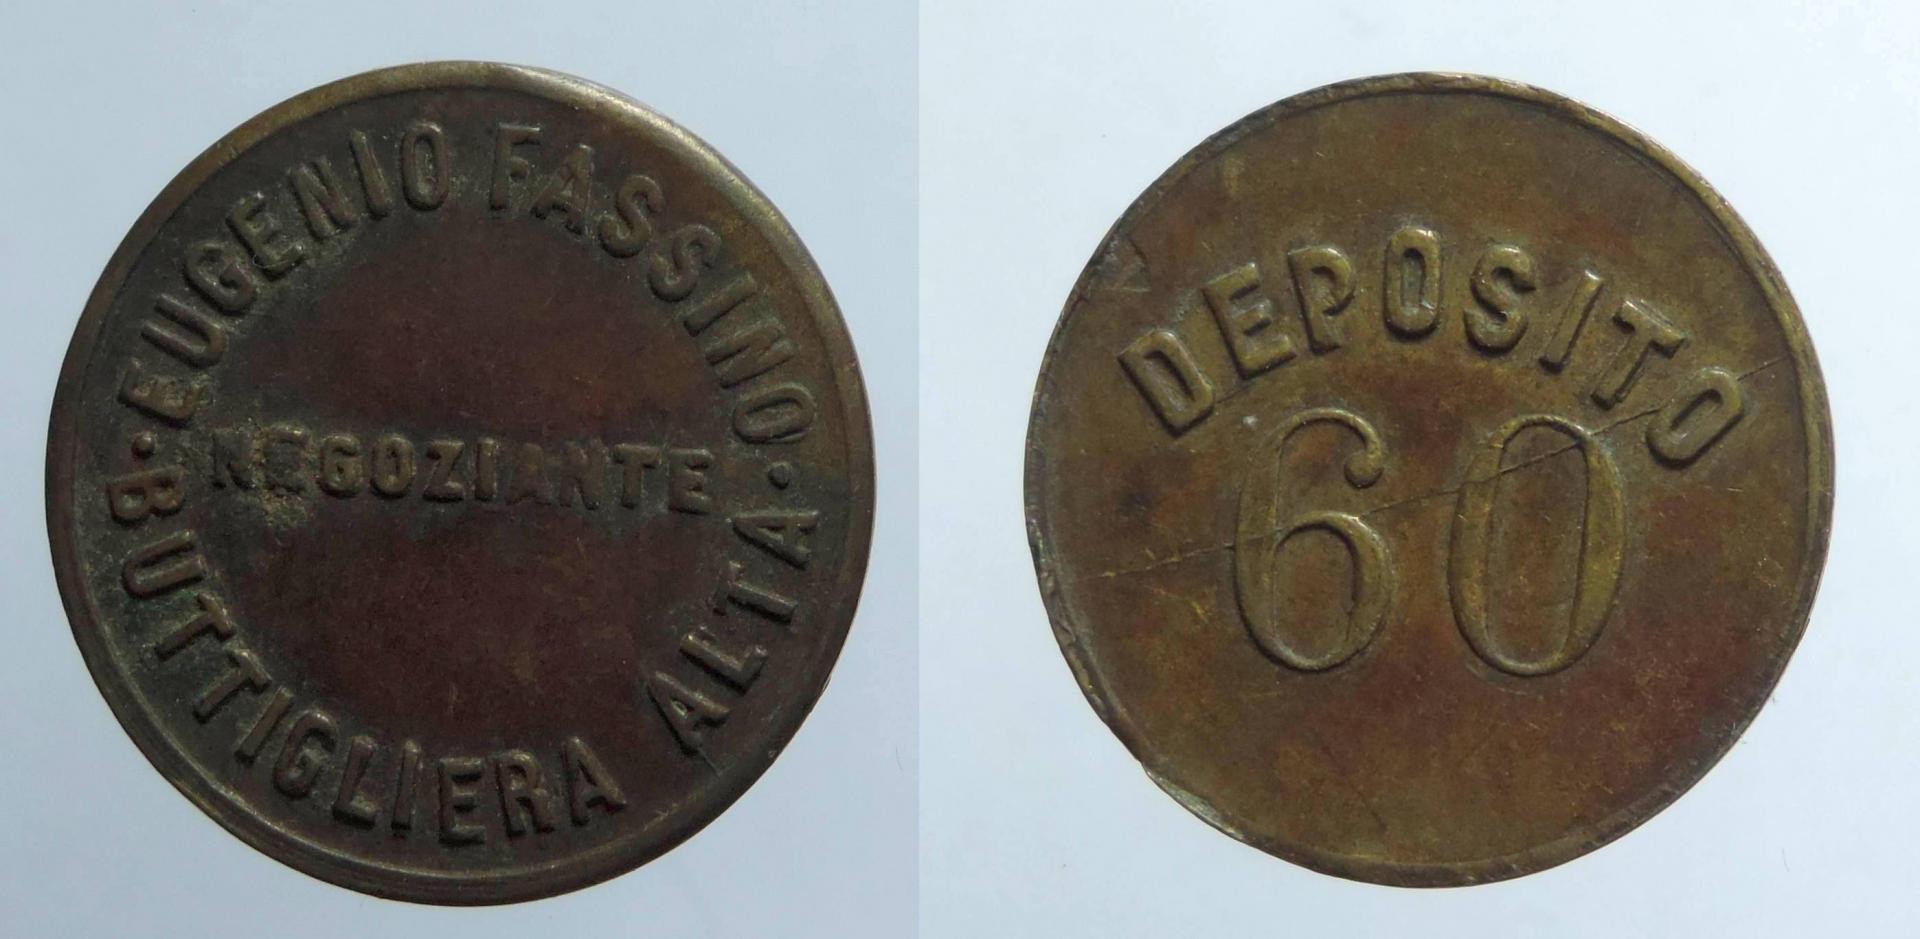 EUGENIO FASSINO
NEGOZIANTE
BUTTIGLIERA ALTA
DEPOSITO
60